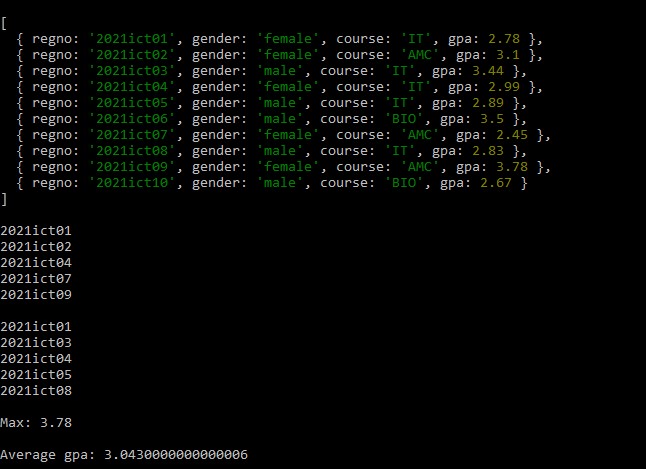 [
  { regno: '2021ict01', gender: 'female', course: 'IT', gpa: 2.78 },
  { regno: '2021ict02', gender: 'female', course: 'AMC', gpa: 3.1 },
  { regno: '2021ict03', gender: 'male', course: 'IT', gpa: 3.44 },
  { regno: '2021ict04', gender: 'female', course: 'IT', gpa: 2.99 },
  { regno: '2021ict05', gender: 'male', course: 'IT', gpa: 2.89 },
  { regno: '2021ict06', gender: 'male', course: 'BIO', gpa: 3.5 },
  { regno: '2021ict07', gender: 'female', course: 'AMC', gpa: 2.45 },
  { regno: '2021ict08', gender: 'male', course: 'IT', gpa: 2.83 },
  { regno: '2021ict09', gender: 'female', course: 'AMC', gpa: 3.78 },
  { regno: '2021ict10', gender: 'male', course: 'BIO', gpa: 2.67 }
]
2021ict01
2021ict02
2021ict04
2021ict07
2021ict09
2021ict01
2021ict03
2021ict04
2021ict05
2021ict08
Max: 3.78
Average gpa: 3.0430000000000006